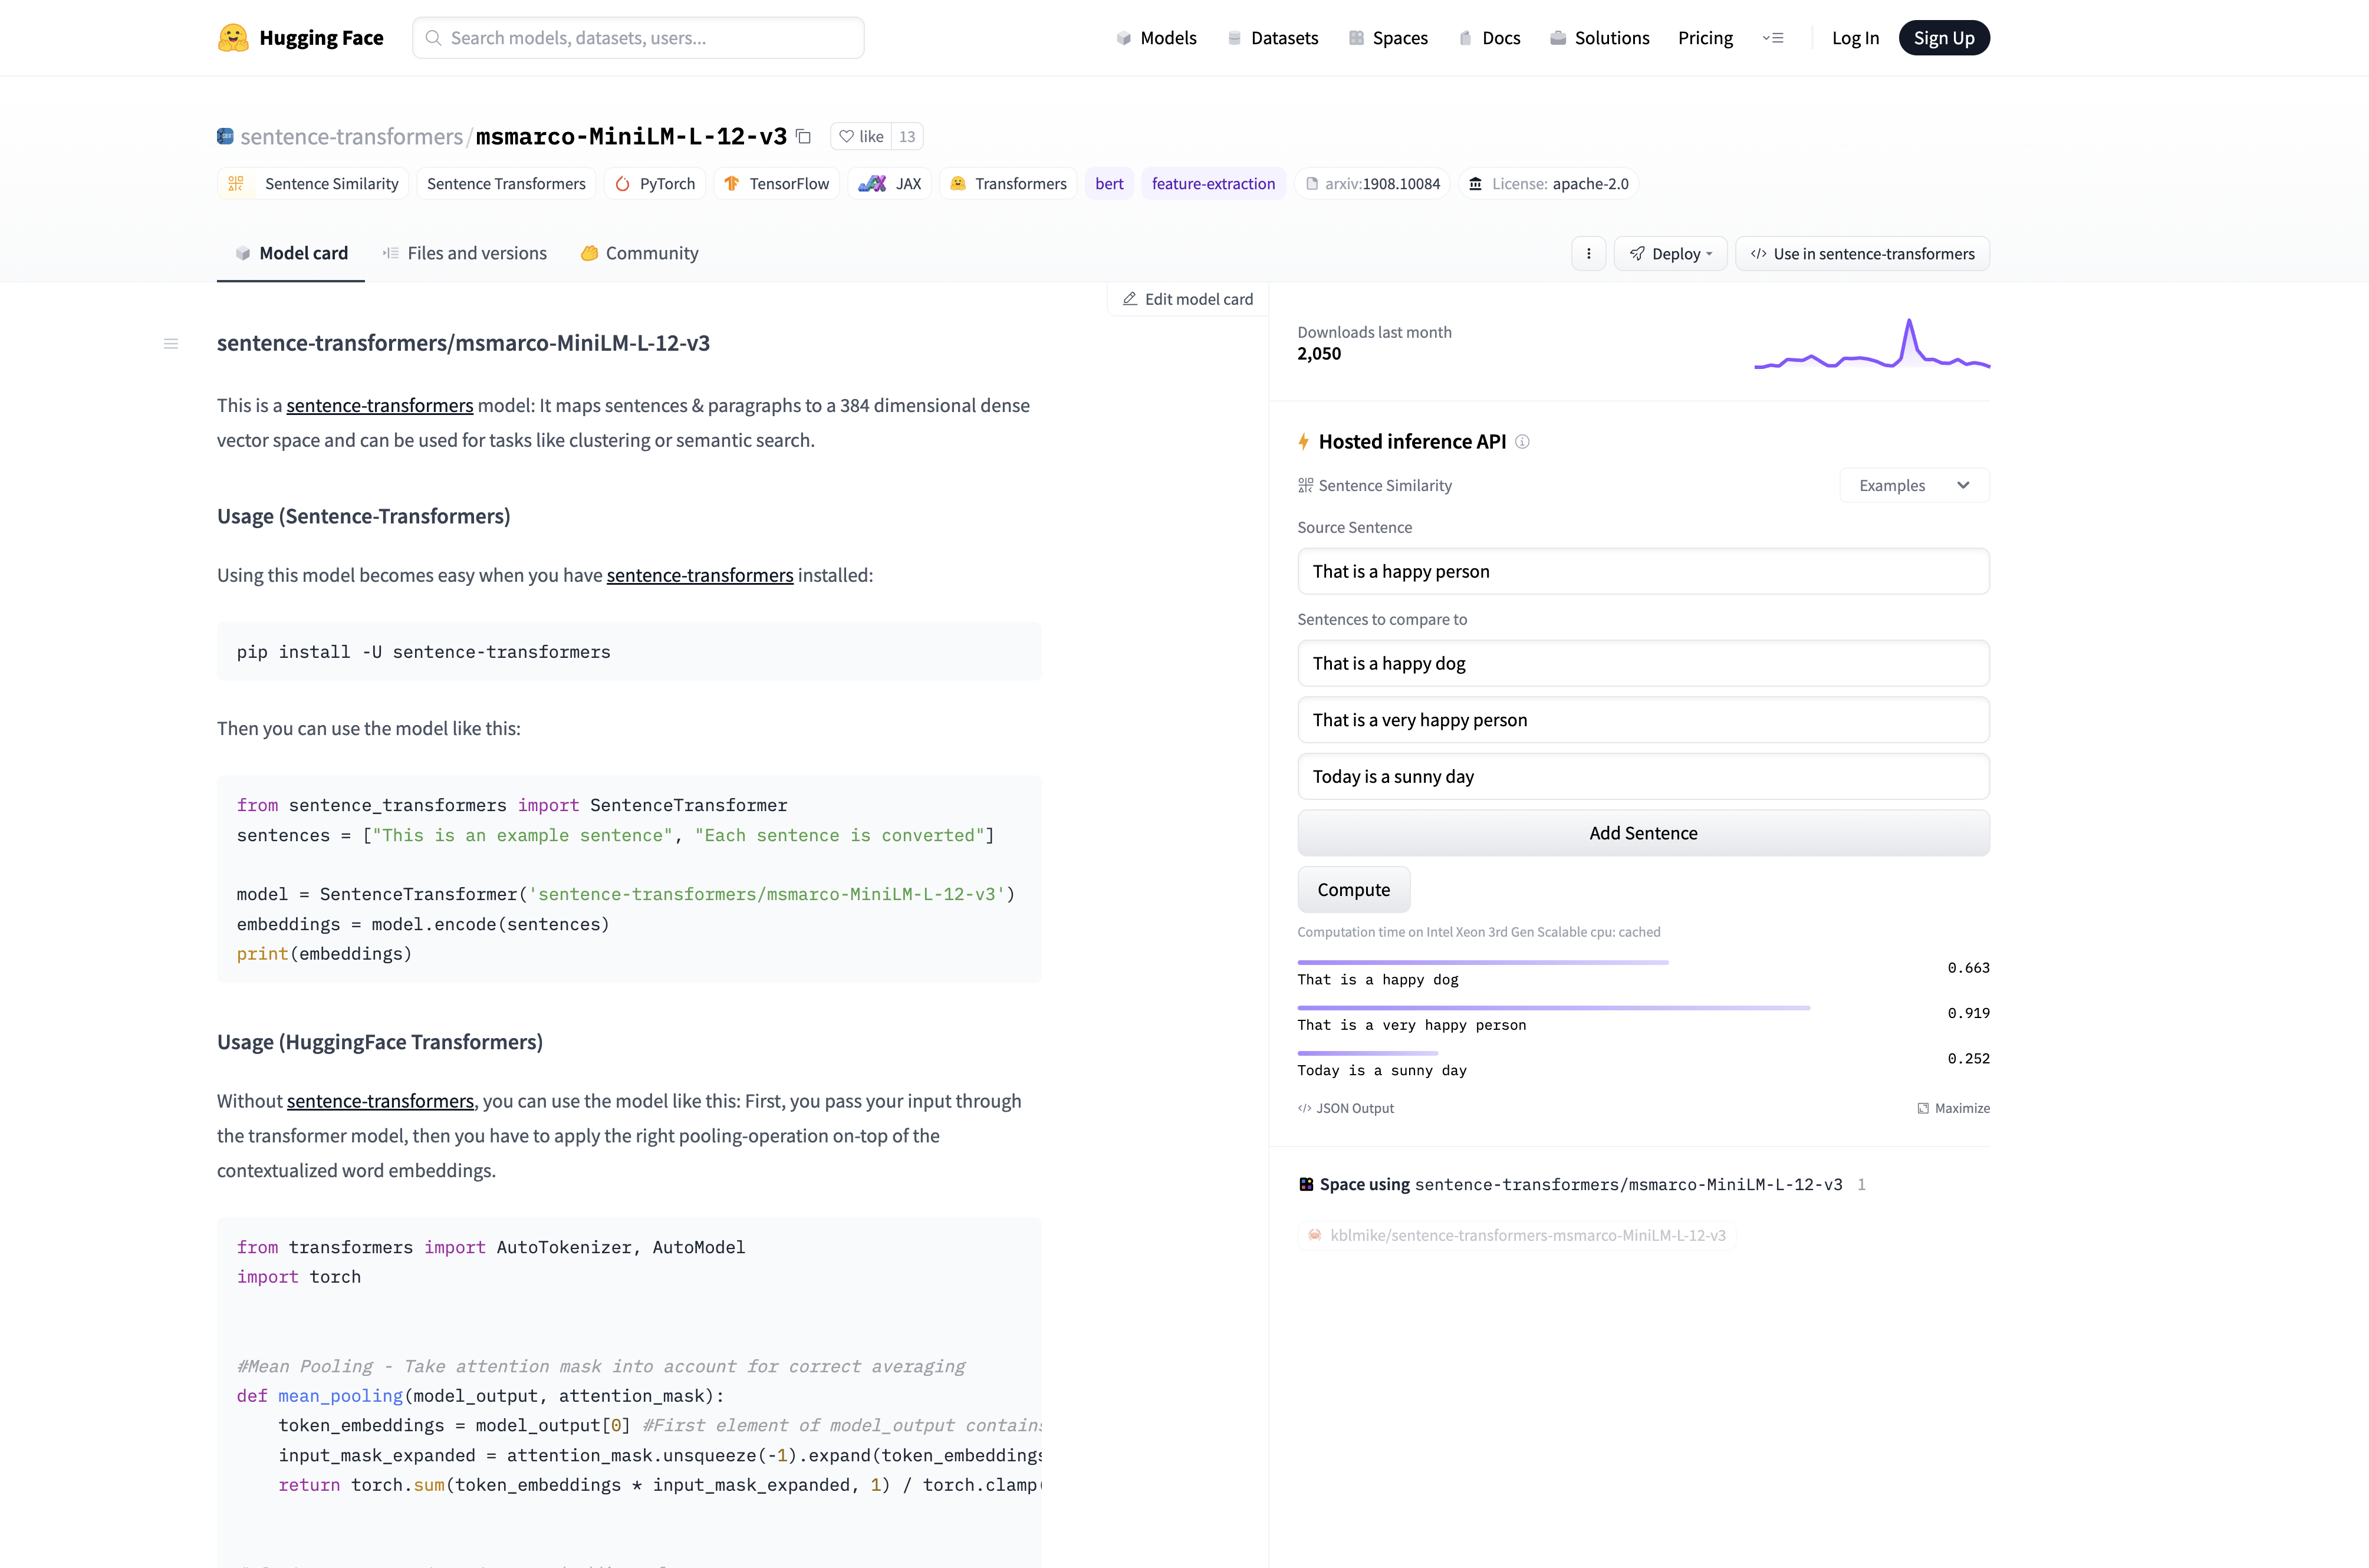 Hugging Face
Search models, datasets, users...
Models
Datasets
Spaces
Docs
Solutions
Pricing
Log In
Sign Up
sentence-transformers/msmarco-MiniLM-L-12-v3
like 13
Sentence Similarity
Sentence Transformers
PyTorch
TensorFlow
JAX
Transformers
bert
feature-extraction
arxiv:1908.10084
License: apache-2.0
Model card
Files and versions
Community
Deploy
</> Use in sentence-transformers
Edit model card
sentence-transformers/msmarco-MiniLM-L-12-v3
This is a sentence-transformers model: It maps sentences & paragraphs to a 384 dimensional dense
vector space and can be used for tasks like clustering or semantic search.
Usage (Sentence-Transformers)
Using this model becomes easy when you have sentence-transformers installed:
pip install -U sentence-transformers
Then you can use the model like this:
from sentence_transformers import SentenceTransformer
sentences = ["This is an example sentence", "Each sentence is converted"]
model = SentenceTransformer('sentence-transformers/msmarco-MiniLM-L-12-v3')
embeddings = model.encode(sentences)
print(embeddings)
Usage (HuggingFace Transformers)
Without sentence-transformers, you can use the model like this: First, you pass your input through
the transformer model, then you have to apply the right pooling-operation on-top of the
contextualized word embeddings.
from transformers import AutoTokenizer, AutoModel
import torch
#Mean Pooling - Take attention mask into account for correct averaging
def mean_pooling(model_output, attention_mask):
    token_embeddings = model_output[0] #First element of model_output contains
    input_mask_expanded = attention_mask.unsqueeze(-1).expand(token_embeddings
    return torch.sum(token_embeddings * input_mask_expanded, 1) / torch.clamp(
Downloads last month
2,050
Hosted inference API
Sentence Similarity
Examples
Source Sentence
That is a happy person
Sentences to compare to
That is a happy dog
That is a very happy person
Today is a sunny day
Add Sentence
Compute
Computation time on Intel Xeon 3rd Gen Scalable cpu: cached
That is a happy dog 0.663
That is a very happy person 0.919
Today is a sunny day 0.252
</> JSON Output
Maximize
Space using sentence-transformers/msmarco-MiniLM-L-12-v3 1
kblmike/sentence-transformers-msmarco-MiniLM-L-12-v3